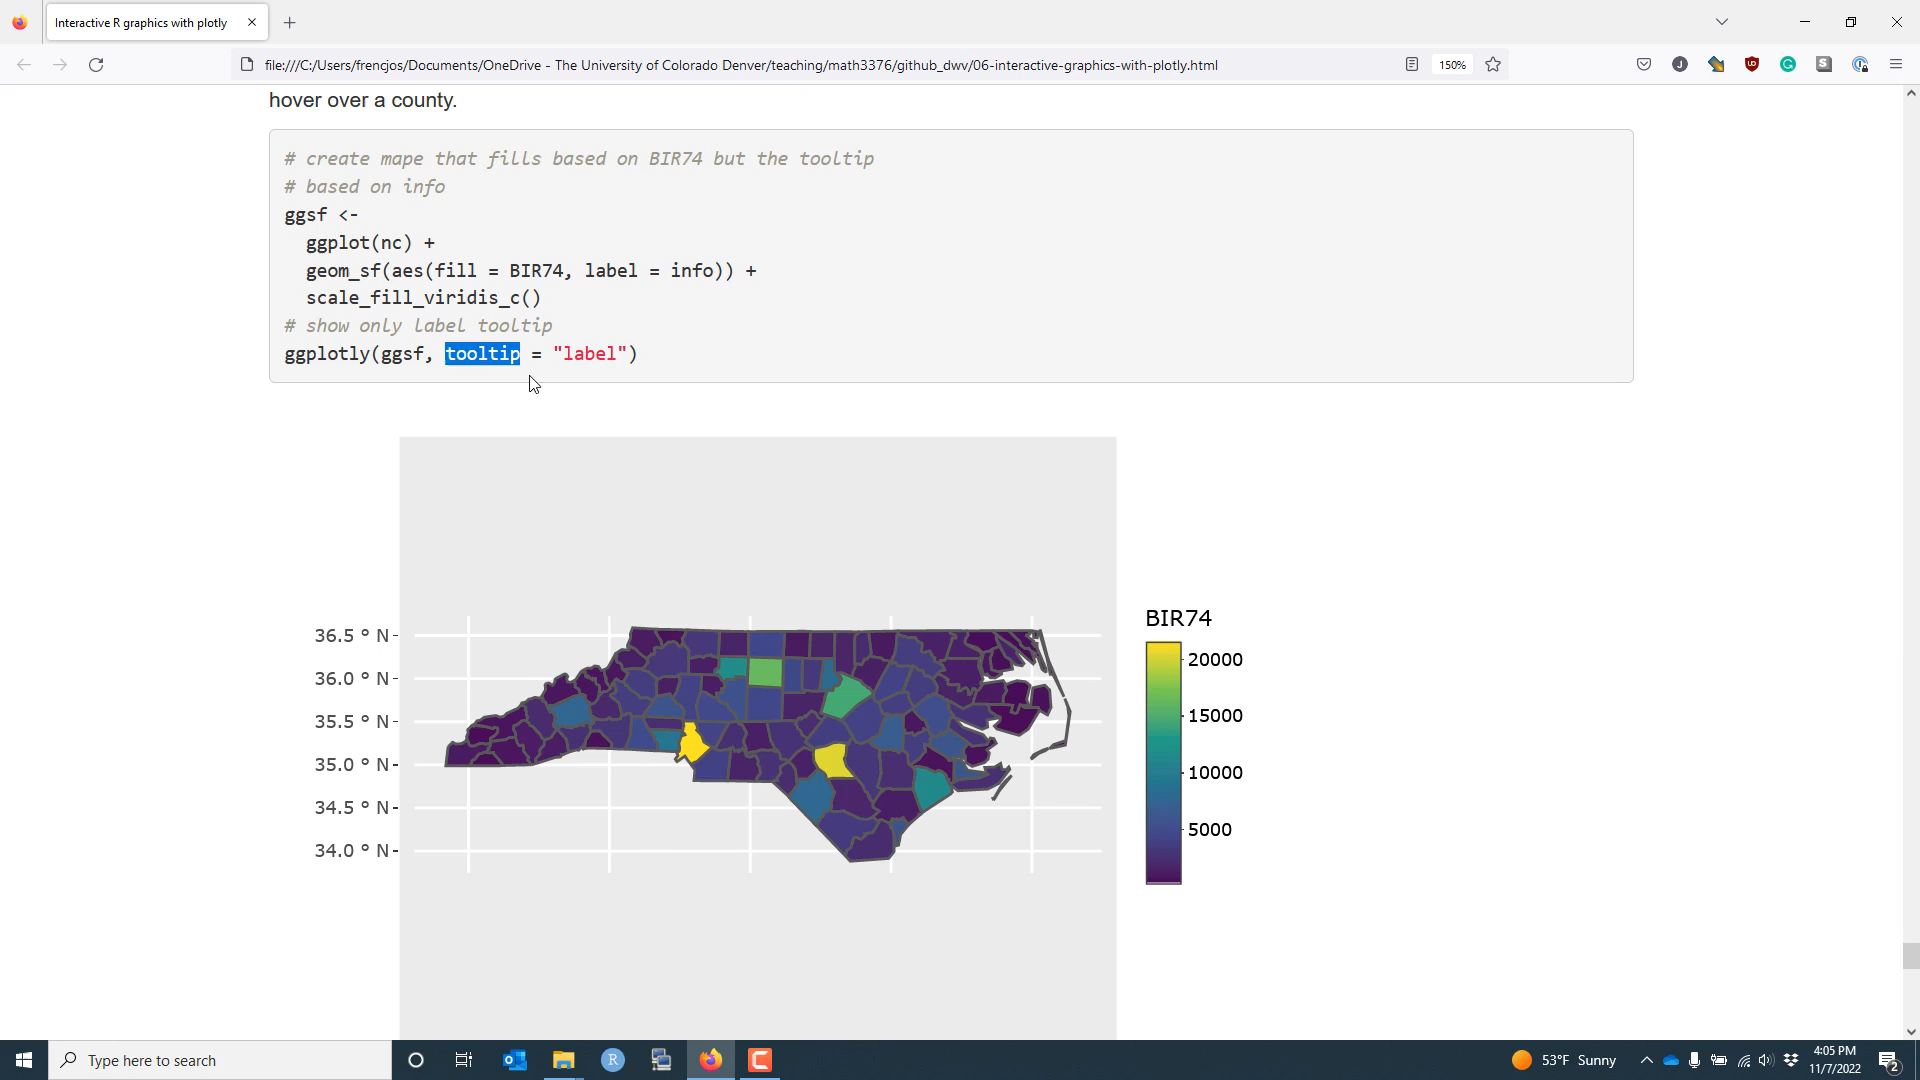 Interactive R graphics with plotly
file:///C:/Users/frencjos/Documents/OneDrive - The University of Colorado Denver/teaching/math3376/github_dwv/06-interactive-graphics-with-plotly.html
150%
hover over a county.
# create mape that fills based on BIR74 but the tooltip
# based on info
ggsf <-
  ggplot(nc) +
  geom_sf(aes(fill = BIR74, label = info)) +
  scale_fill_viridis_c()
# show only label tooltip
ggplotly(ggsf, tooltip = "label")
BIR74
36.5 ° N
36.0 ° N
35.5 ° N
35.0 ° N
34.5 ° N
34.0 ° N
20000
15000
10000
5000
Type here to search
53°F Sunny
4:05 PM
11/7/2022
2